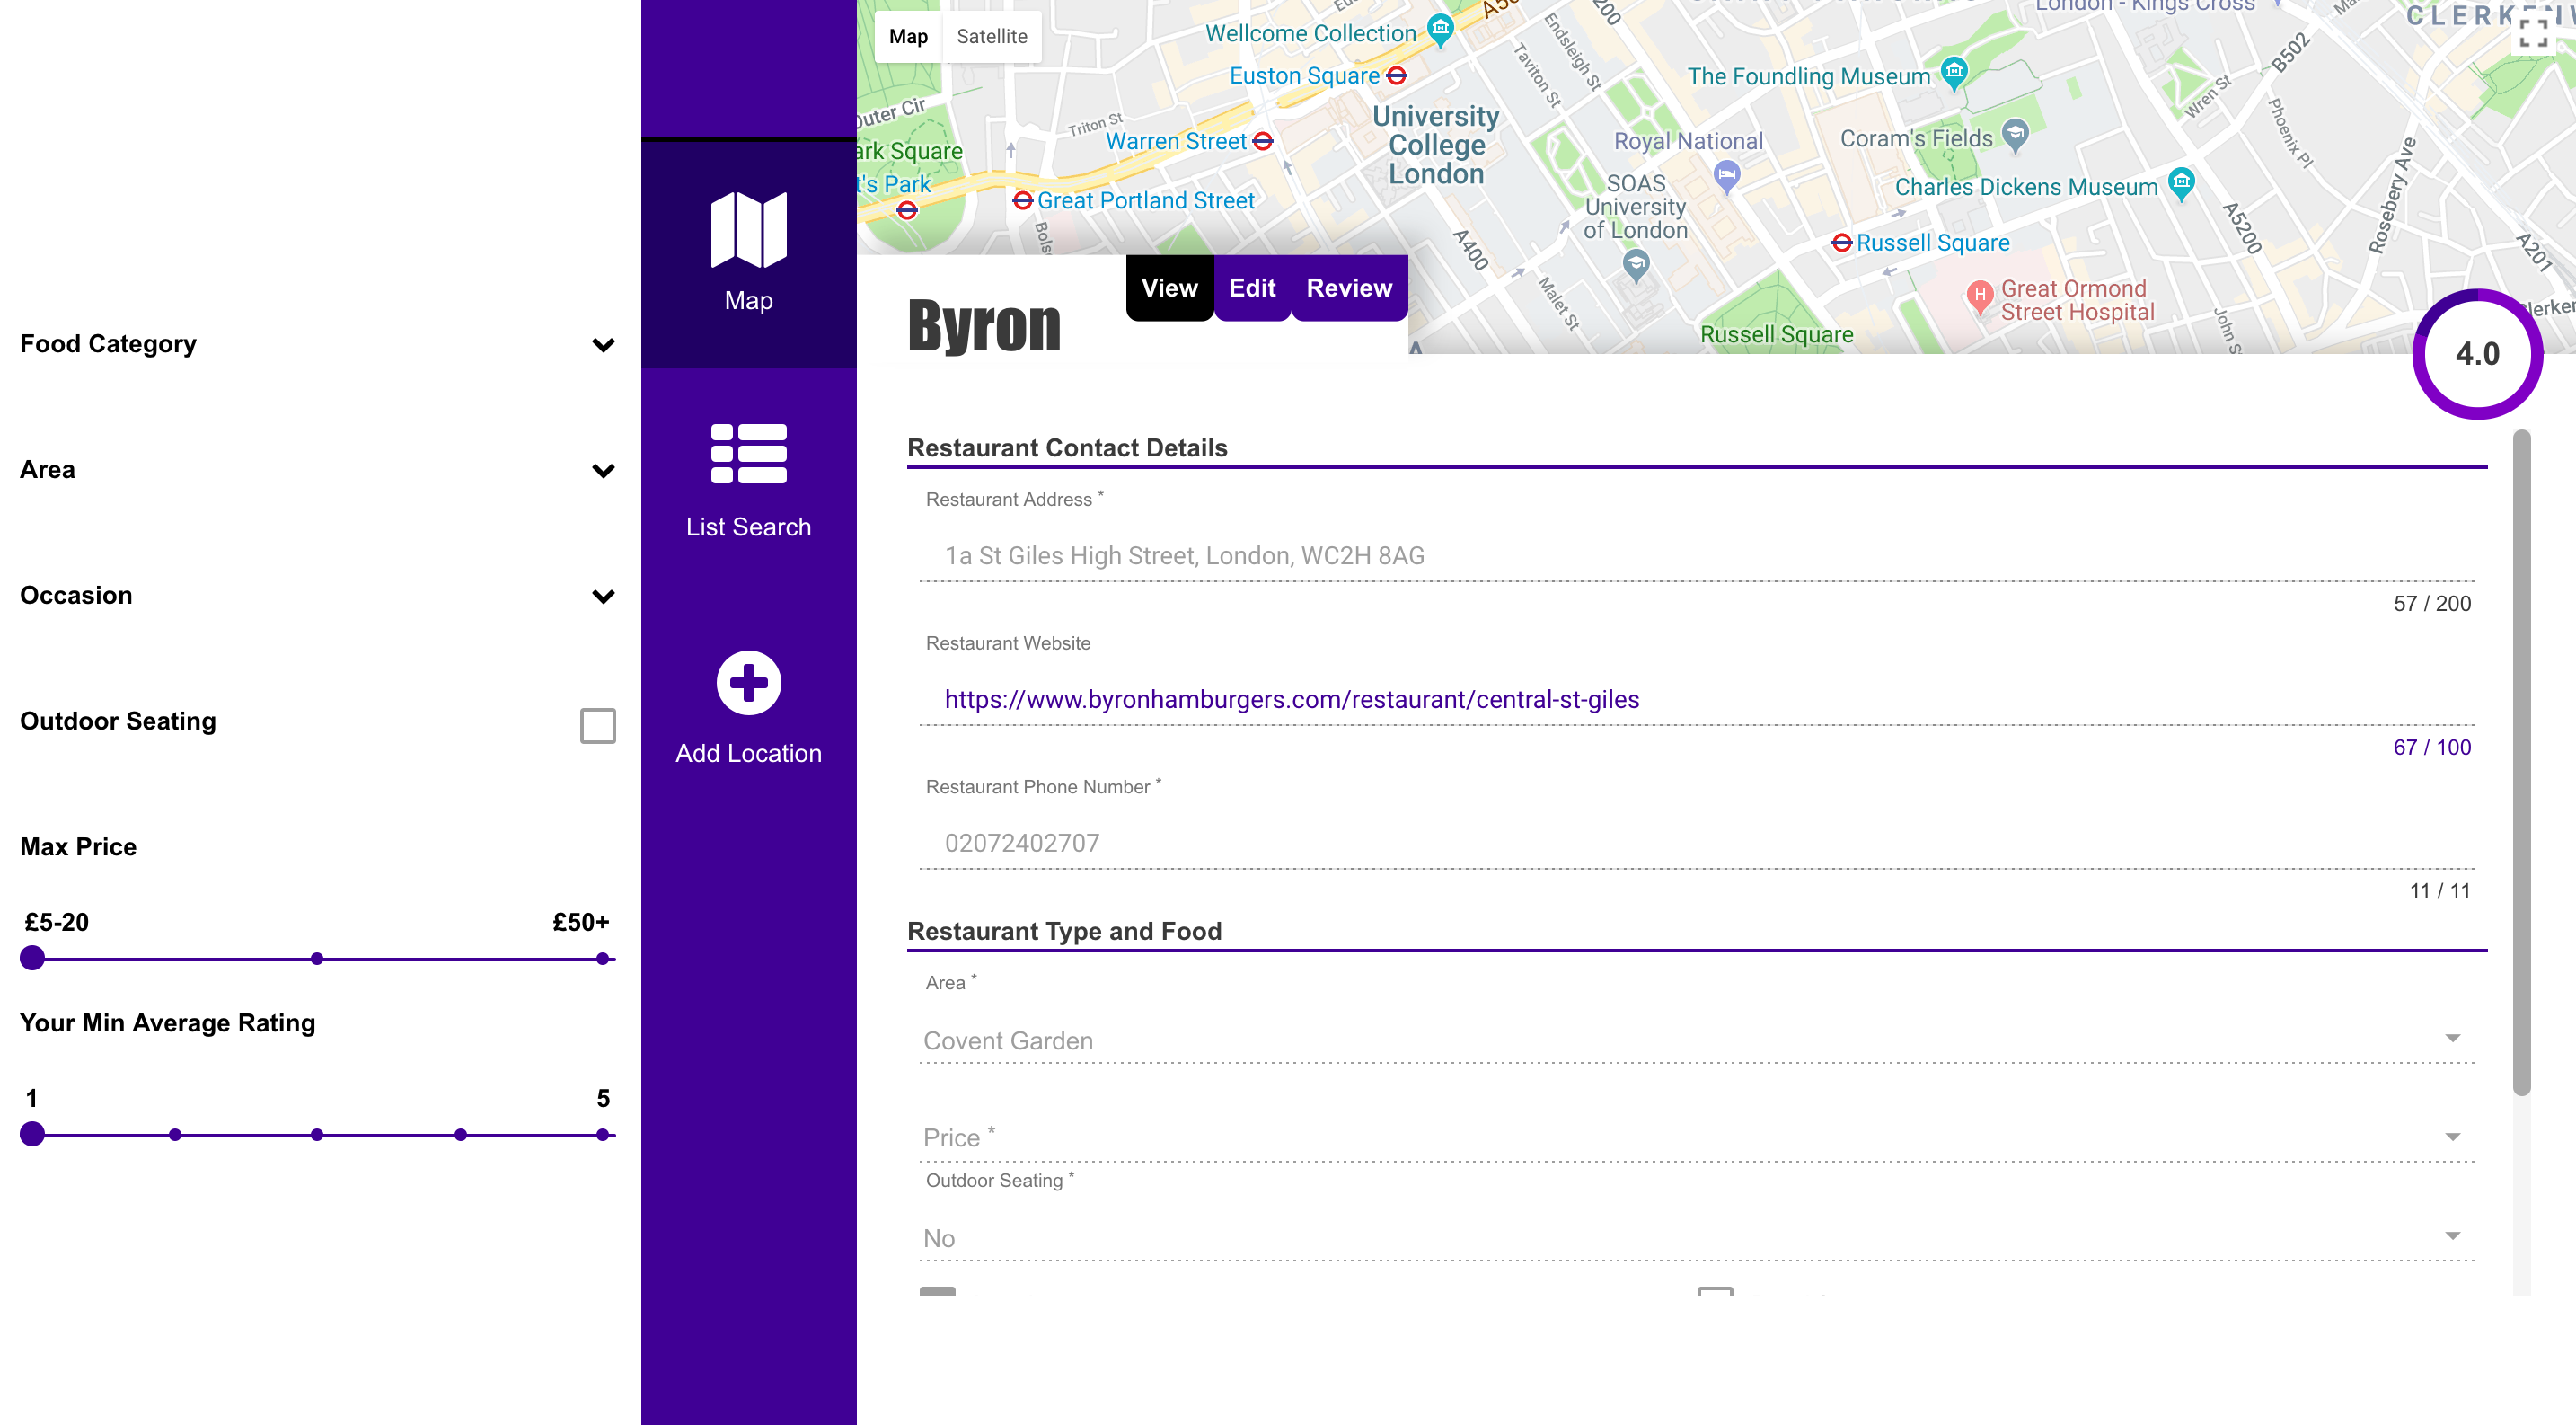 Food Category
Area
Occasion
Outdoor Seating
Max Price
£5-20
£50+
Your Min Average Rating
1
5
Map
List Search
Add Location
Map
Satellite
Wellcome Collection
Euston Square
Warren Street
Great Portland Street
Triton St
Outer Cir
ark Square
t's Park
Bols
University
College
London
Taviton St
Endsleigh St
200
Royal National
SOAS
University
of London
A400
Malet St
The Foundling Museum
Coram's Fields
Charles Dickens Museum
Russell Square
Great Ormond
Street Hospital
H
Russell Square
London - Kings Cross
B502
Wren St
Phoenix Pl
Rosebery Ave
A5200
A201
John S
lerker
View
Edit
Review
Byron
4.0
Restaurant Contact Details
Restaurant Address *
1a St Giles High Street, London, WC2H 8AG
57 / 200
Restaurant Website
https://www.byronhamburgers.com/restaurant/central-st-giles
67 / 100
Restaurant Phone Number *
02072402707
11 / 11
Restaurant Type and Food
Area *
Covent Garden
Price *
Outdoor Seating *
No